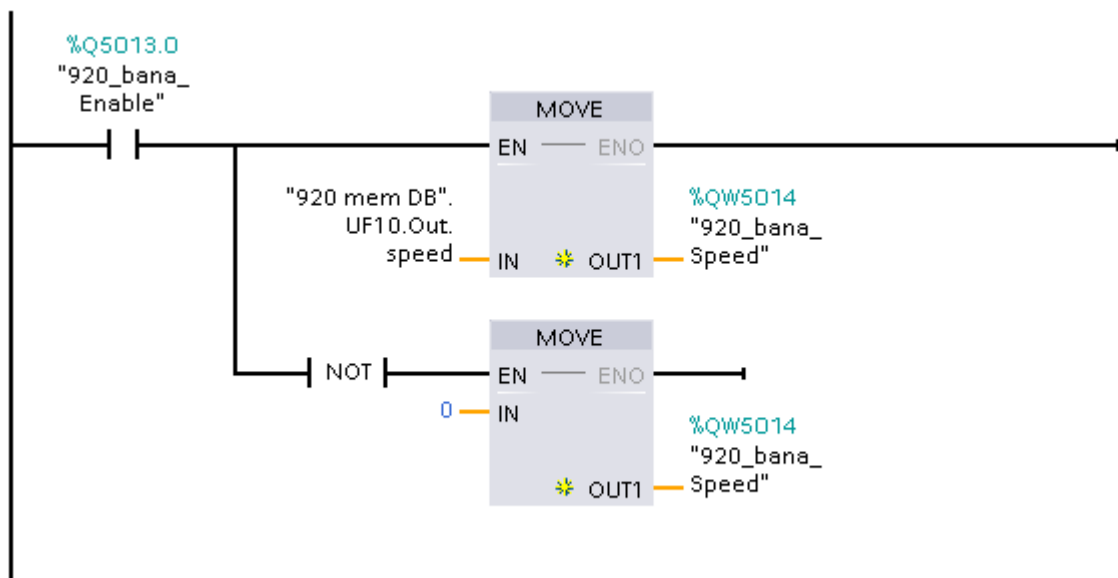 %Q5013.0
"920_bana_
Enable"
MOVE
EN
ENO
"920 mem DB".
UF10.Out.
speed
IN
OUT1
%QW5014
"920_bana_
Speed"
NOT
MOVE
EN
ENO
0
IN
OUT1
%QW5014
"920_bana_
Speed"